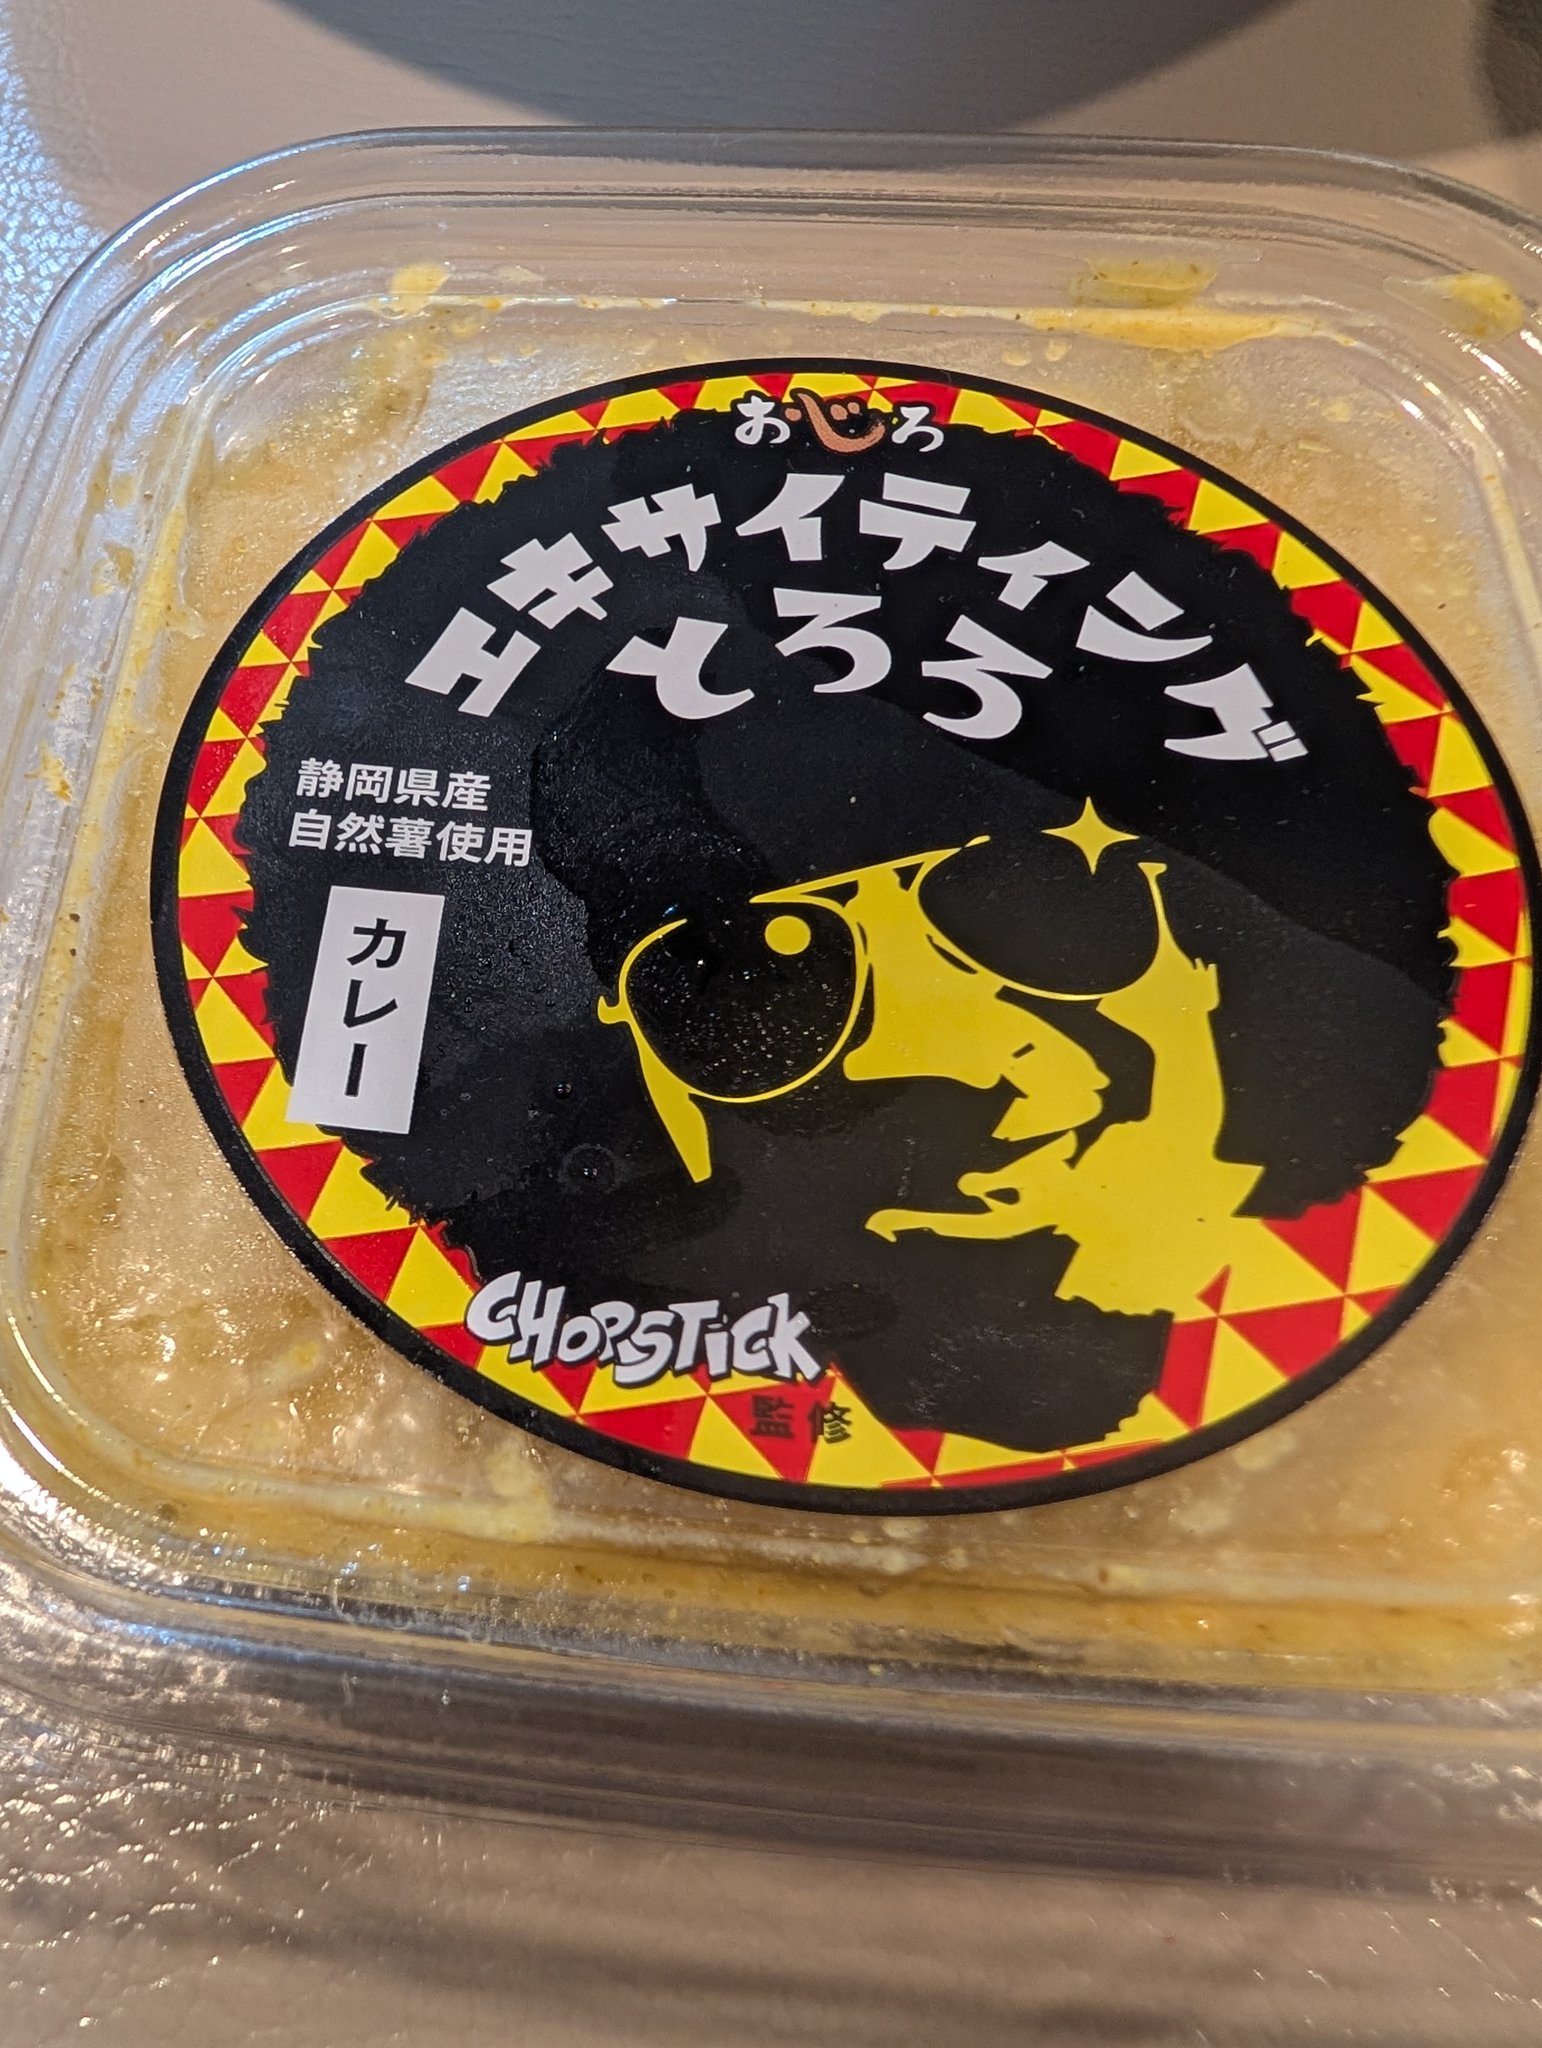 おじろ
エキサイティング
とろろ
静岡県産
自然薯使用
カレー
CHOPSTICK
監修